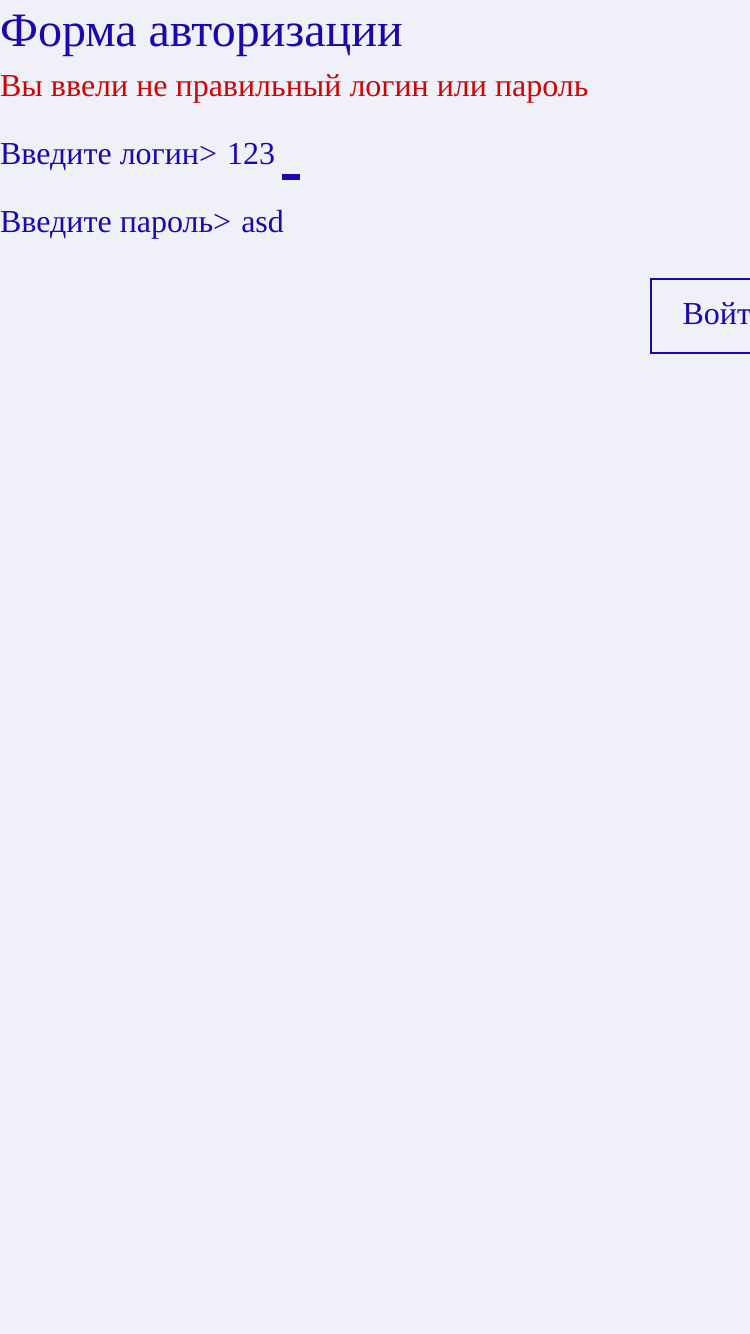 Форма авторизации
Вы ввели не правильный логин или пароль
Введите логин> 123
Введите пароль> asd
Войт